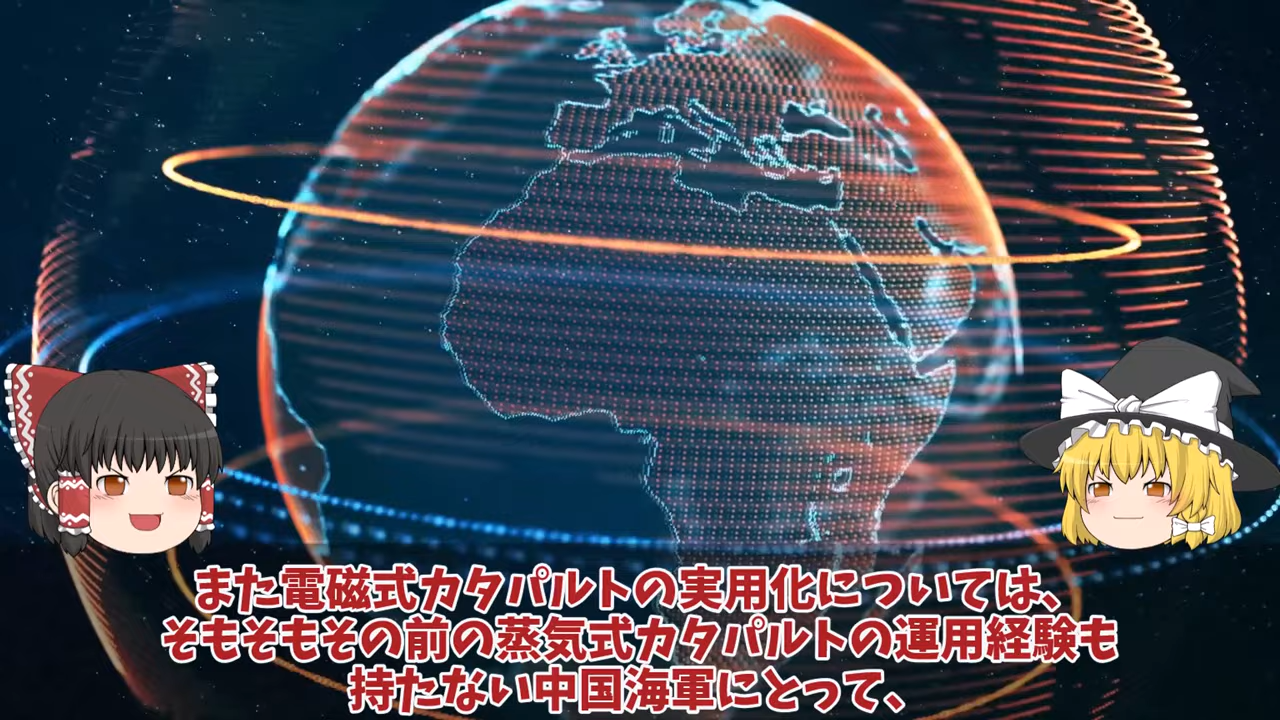 また電磁式カタパルトの実用化については、
そもそもその前の蒸気式カタパルトの運用経験も
持たない中国海軍にとって、